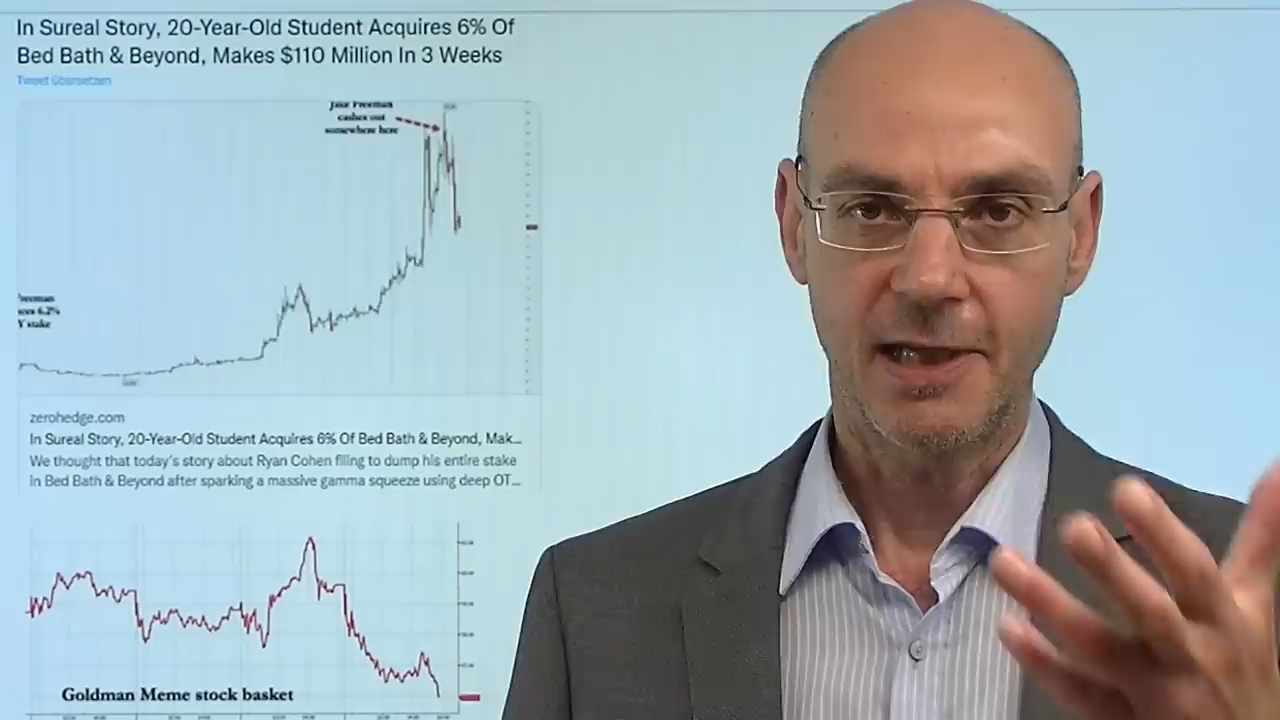 In Sureal Story, 20-Year-Old Student Acquires 6% Of
Bed Bath & Beyond, Makes $110 Million In 3 Weeks
Tweet übersetzen
Jake Freeman
cashes out
somewhere here
zerohedge.com
In Sureal Story, 20-Year-Old Student Acquires 6% Of Bed Bath & Beyond, Mak...
We thought that today's story about Ryan Cohen filing to dump his entire stake
in Bed Bath & Beyond after sparking a massive gamma squeeze using deep OT...
Goldman Meme stock basket